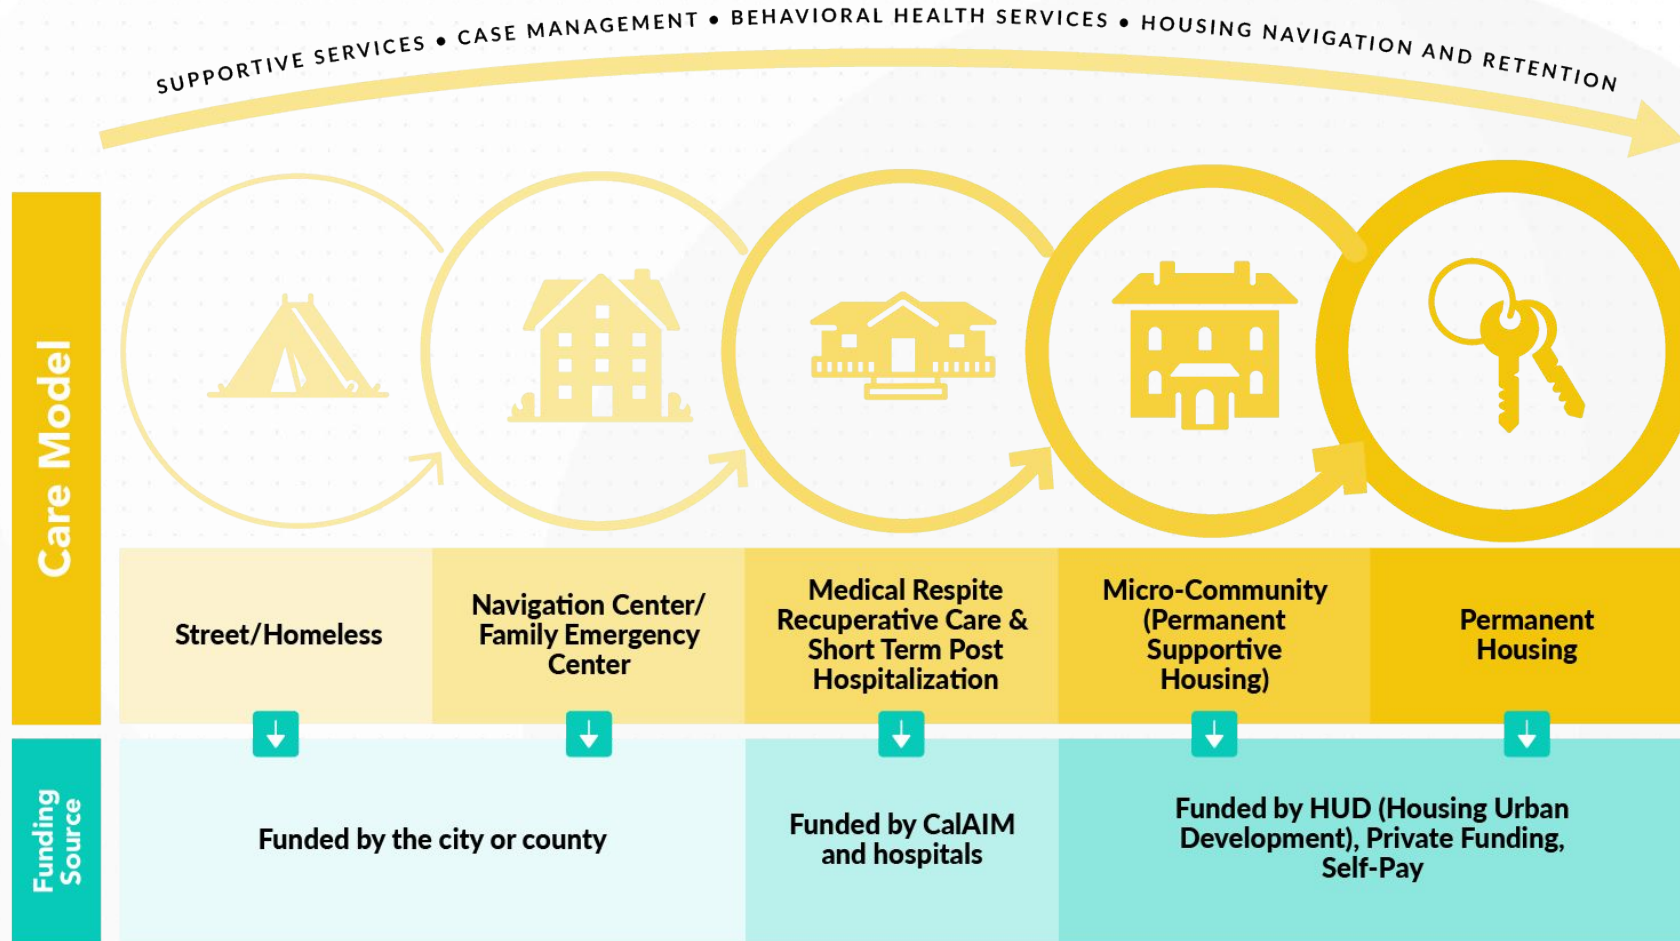 SUPPORTIVE SERVICES • CASE MANAGEMENT • BEHAVIORAL HEALTH SERVICES • HOUSING NAVIGATION AND RETENTION
Care Model
Street/Homeless
Navigation Center/
Family Emergency
Center
Medical Respite
Recuperative Care &
Short Term Post
Hospitalization
Micro-Community
(Permanent
Supportive
Housing)
Permanent
Housing
Funding
Source
Funded by the city or county
Funded by CalAIM
and hospitals
Funded by HUD (Housing Urban
Development), Private Funding,
Self-Pay